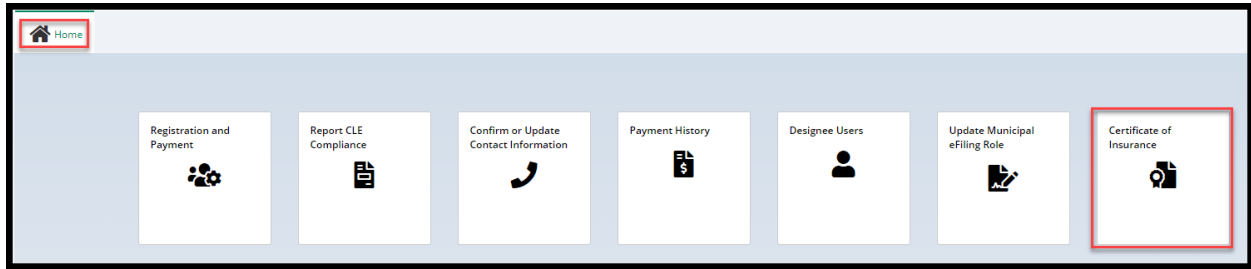 Home
Registration and
Payment
Report CLE
Compliance
Confirm or Update
Contact Information
Payment History
Designee Users
Update Municipal
eFiling Role
Certificate of
Insurance